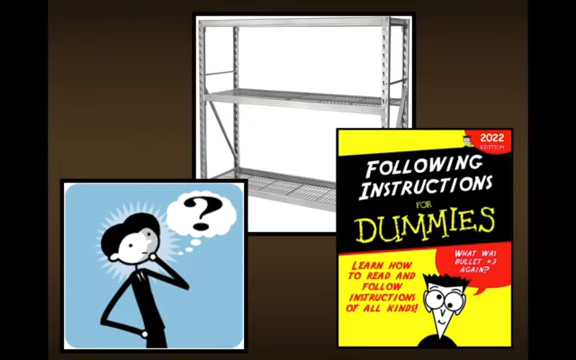 ?
2022
EDITION
FOLLOWING
INSTRUCTIONS
FOR
DUMMIES
WHAT WAS
BULLET #3
AGAIN?
LEARN HOW
TO READ AND
FOLLOW
INSTRUCTIONS
OF ALL KINDS!